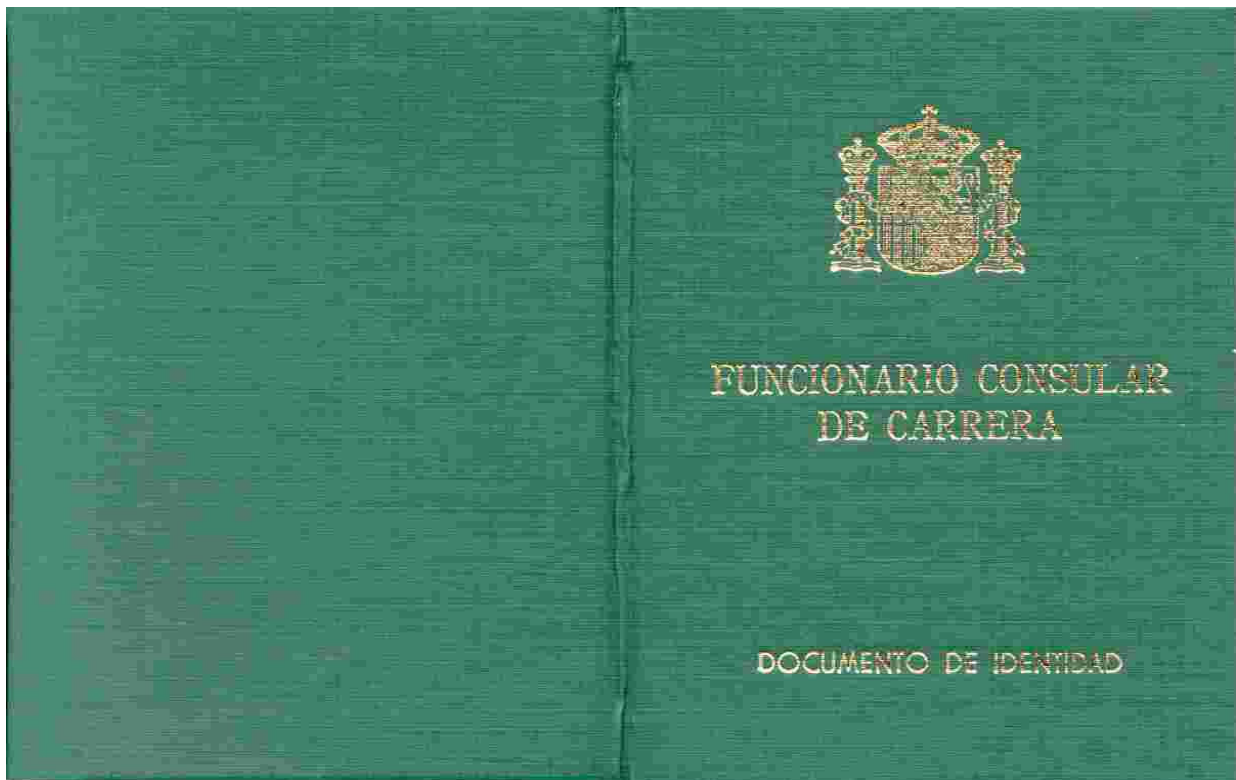 FUNCIONARIO CONSULAR
DE CARRERA
DOCUMENTO DE IDENTIDAD